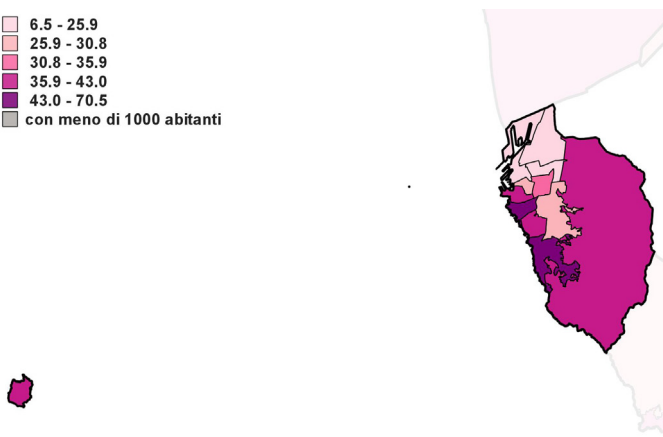 6.5 - 25.9
25.9 - 30.8
30.8 - 35.9
35.9 - 43.0
43.0 - 70.5
con meno di 1000 abitanti